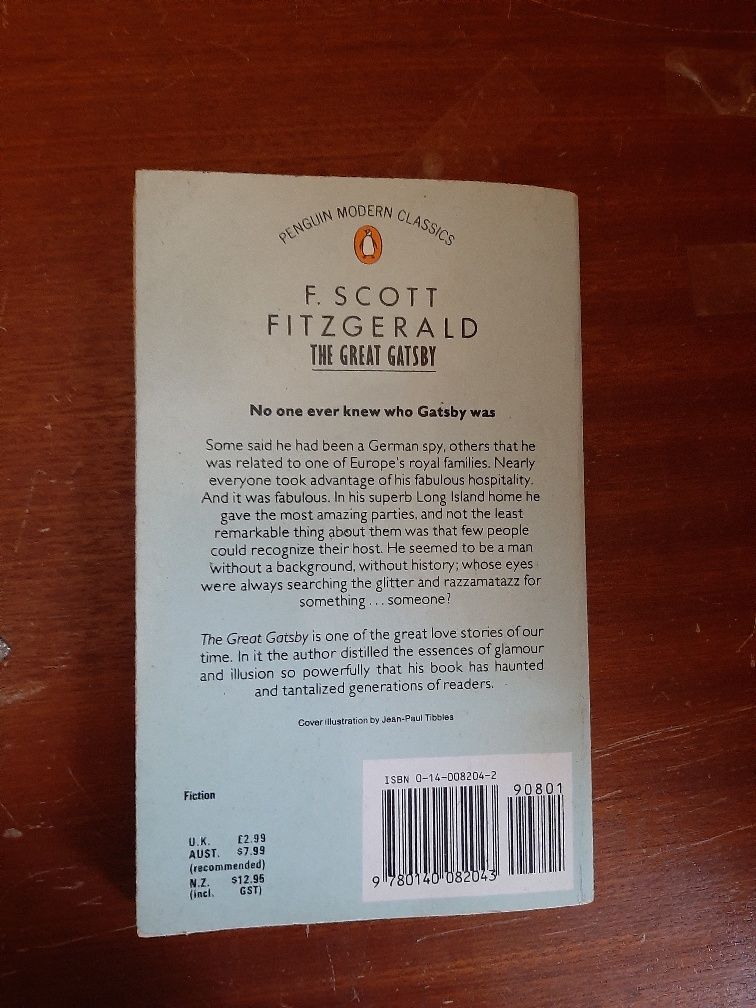 PENGUIN MODERN CLASSICS
F. SCOTT
FITZGERALD
THE GREAT GATSBY
No one ever knew who Gatsby was
Some said he had been a German spy, others that he
was related to one of Europe's royal families. Nearly
everyone took advantage of his fabulous hospitality.
And it was fabulous. In his superb Long Island home he
gave the most amazing parties, and not the least
remarkable thing about them was that few people
could recognize their host. He seemed to be a man
without a background, without history; whose eyes
were always searching the glitter and razzamatazz for
something . . . someone?
The Great Gatsby is one of the great love stories of our
time. In it the author distilled the essences of glamour
and illusion so powerfully that his book has haunted
and tantalized generations of readers.
Cover illustration by Jean-Paul Tibbles
Fiction
U.K. £2.99
AUST. $7.99
(recommended)
N.Z. $12.95
(incl. GST)
ISBN 0-14-008204-2
90801
9 780140 082043